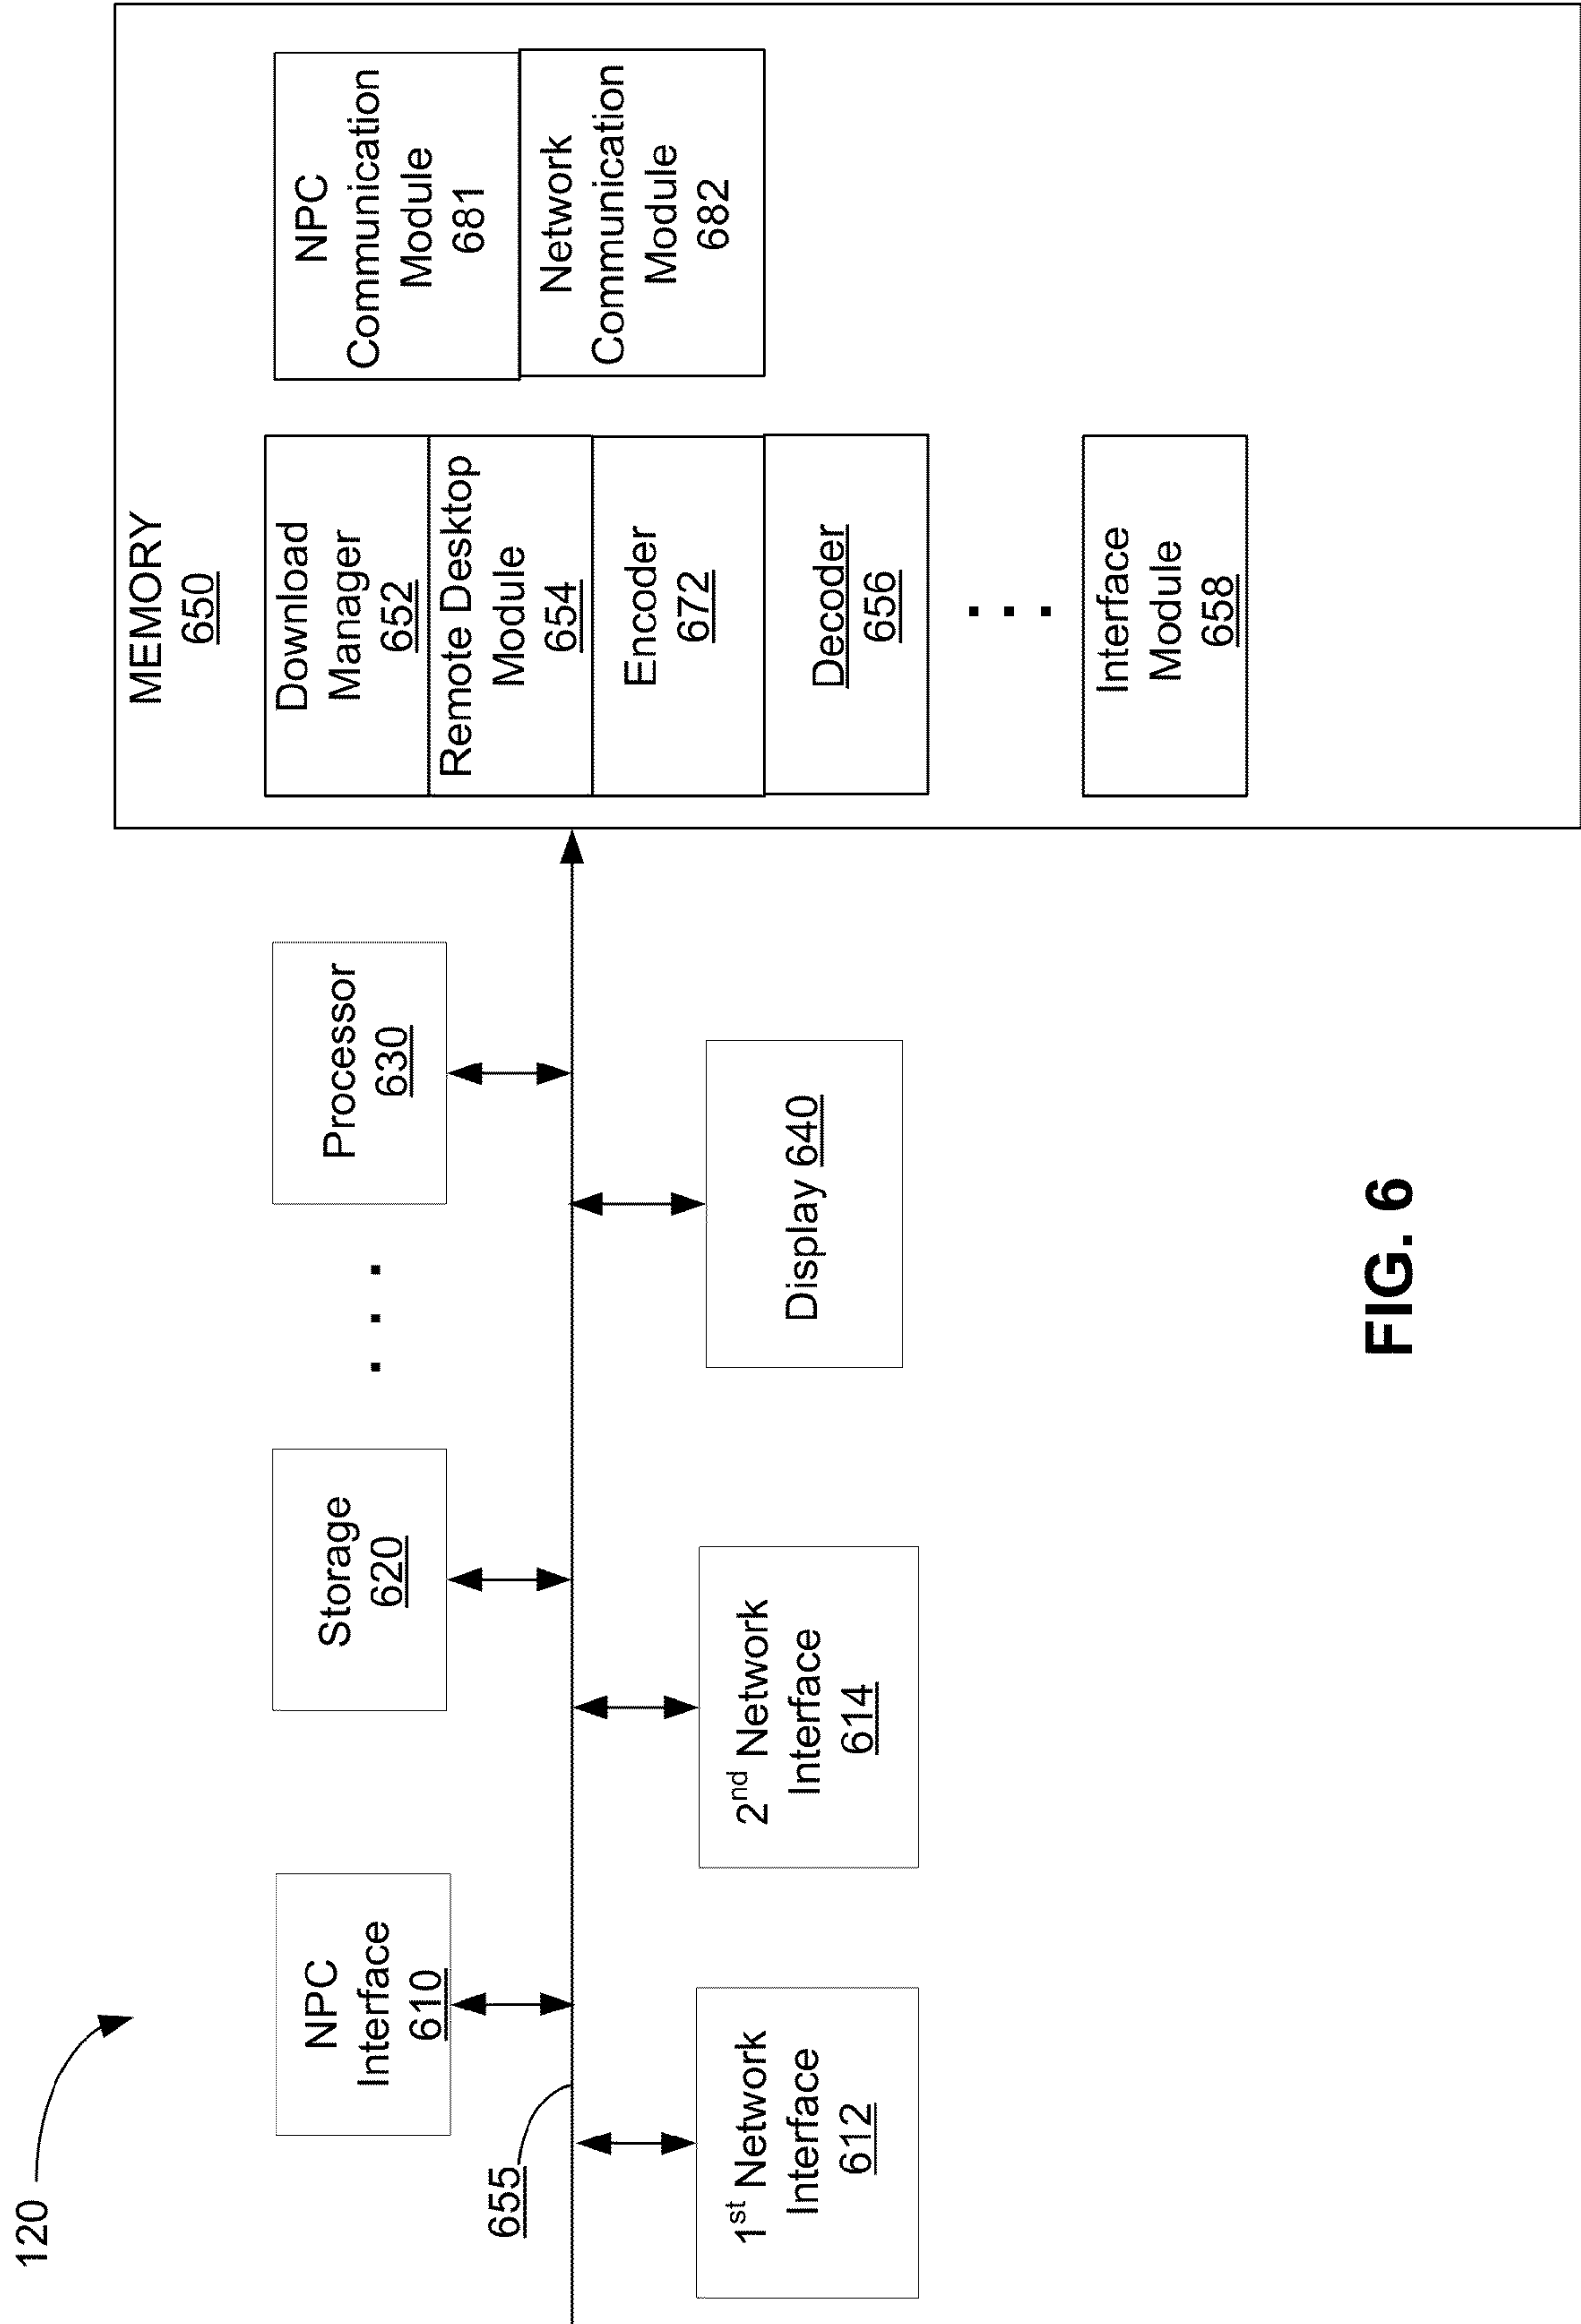 120
655
NPC
Interface
610
Storage
620
Processor
630
1st Network
Interface
612
2nd Network
Interface
614
Display 640
MEMORY
650
Download
Manager
652
Remote Desktop
Module
654
Encoder
672
Decoder
656
Interface
Module
658
NPC
Communication
Module
681
Network
Communication
Module
682
FIG. 6